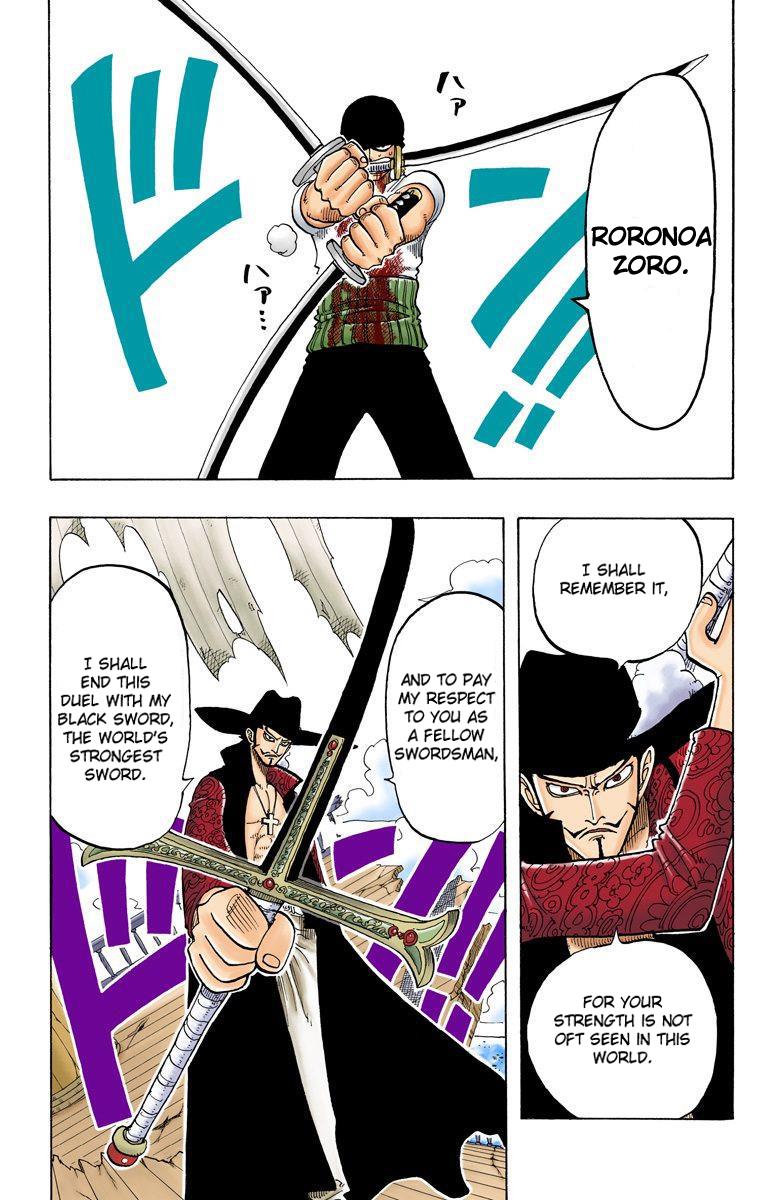 ハァ
RORONOA
ZORO.
ハァ…
ドン!!
I SHALL
REMEMBER IT,
FOR YOUR
STRENGTH IS NOT
OFT SEEN IN THIS
WORLD.
AND TO PAY
MY RESPECT
TO YOU AS
A FELLOW
SWORDSMAN,
I SHALL
END THIS
DUEL WITH MY
BLACK SWORD,
THE WORLD'S
STRONGEST
SWORD.
ドン!!!